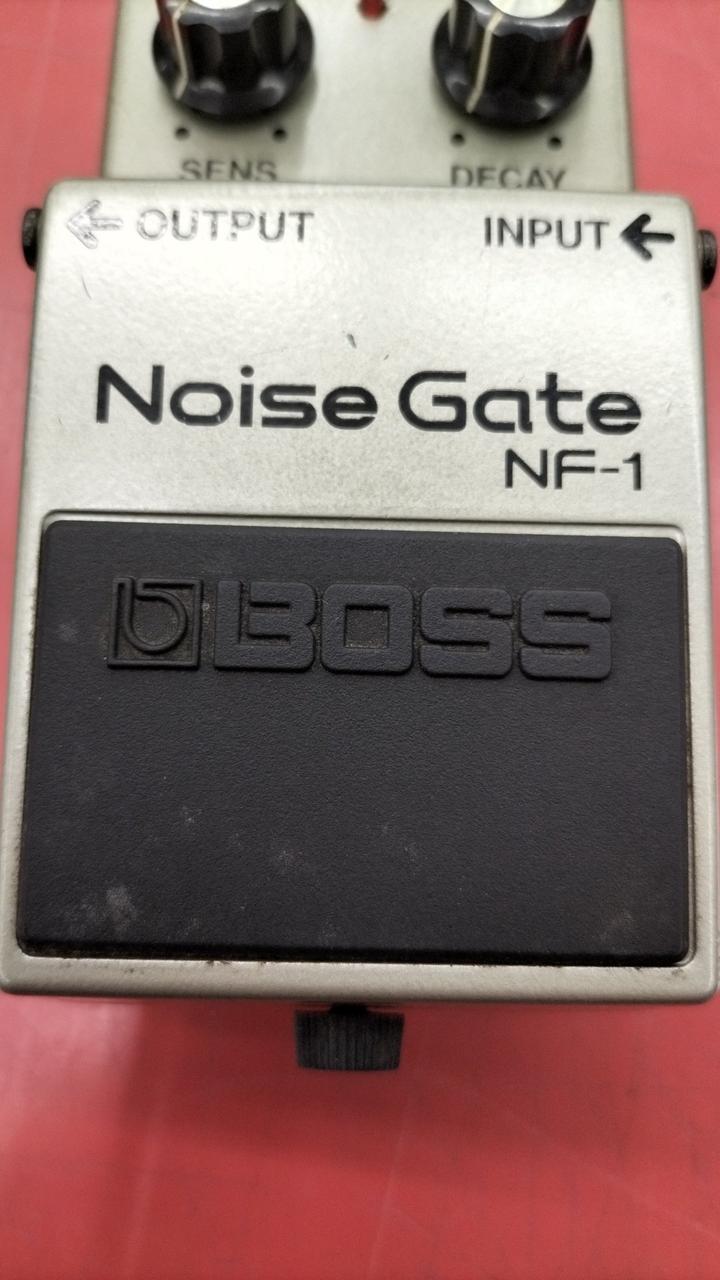 SENS DECAY
← OUTPUT INPUT ←
Noise Gate
NF-1
BOSS